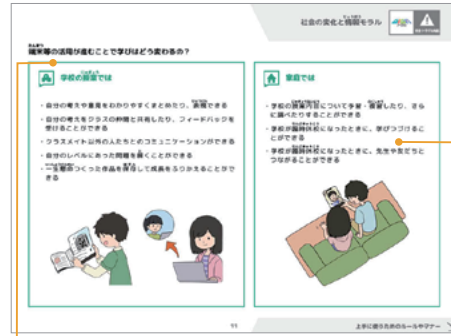 社会の変化と情報モラル
端末等の活用が進むことで学びはどう変わるの？
学校の授業では
・自分の考えや意見をわかりやすくまとめたり、表現できる
・自分の考えをクラスの仲間と共有したり、フィードバックを
受けることができる
・クラスメイト以外の人たちとのコミュニケーションができる
・自分のレベルにあった問題を解くことができる
・一生懸命つくった作品を保存して成長をふりかえることがで
きる
家庭では
・学校の授業内容について予習・復習したり、さら
に調べたりすることができる
・学校が臨時休校になったときに、学びつづけるこ
とができる
・学校が臨時休校になったときに、先生や友だちと
つながることができる
11
上手に使うためのルールやマナー